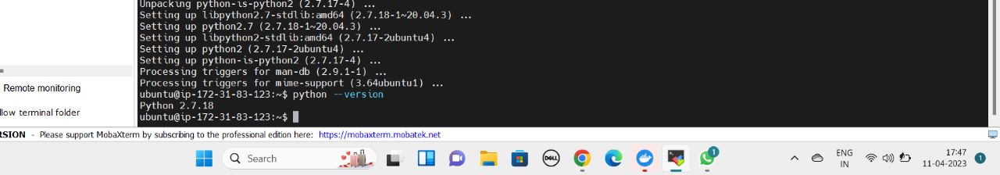 Unpacking python-is-python2 (2.7.17-4) ...
Setting up libpython2.7-stdlib:amd64 (2.7.18-1~20.04.3) ...
Setting up python2.7 (2.7.18-1~20.04.3) ...
Setting up libpython2-stdlib:amd64 (2.7.17-2ubuntu4) ...
Setting up python2 (2.7.17-2ubuntu4) ...
Setting up python-is-python2 (2.7.17-4) ...
Processing triggers for man-db (2.9.1-1) ...
Processing triggers for mime-support (3.64ubuntu1) ...
ubuntu@ip-172-31-83-123:~$ python --version
Python 2.7.18
ubuntu@ip-172-31-83-123:~$
Remote monitoring
llow terminal folder
RSION - Please support MobaXterm by subscribing to the professional edition here: https://mobaxterm.mobatek.net
Search
DELL
1
ENG
IN
17:47
11-04-2023
1